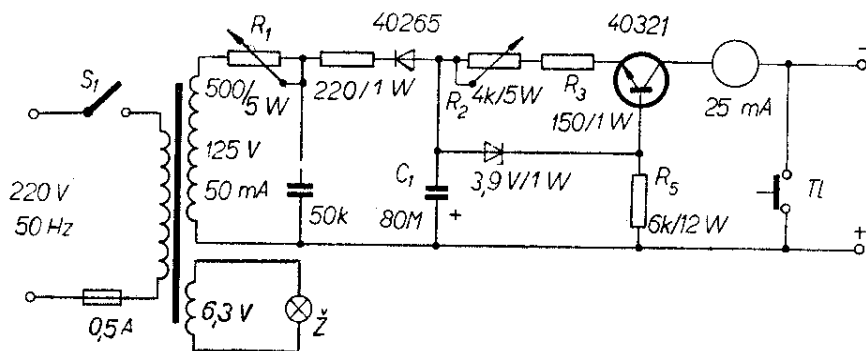 S1
220 V
50 Hz
0,5 A
R1
500/5 W
125 V
50 mA
220/1 W
40265
50k
6,3 V
Ž
C1
80M
+
R2
4k/5W
R3
150/1 W
40321
3,9 V/1 W
R5
6k/12 W
25 mA
Tl
−
+